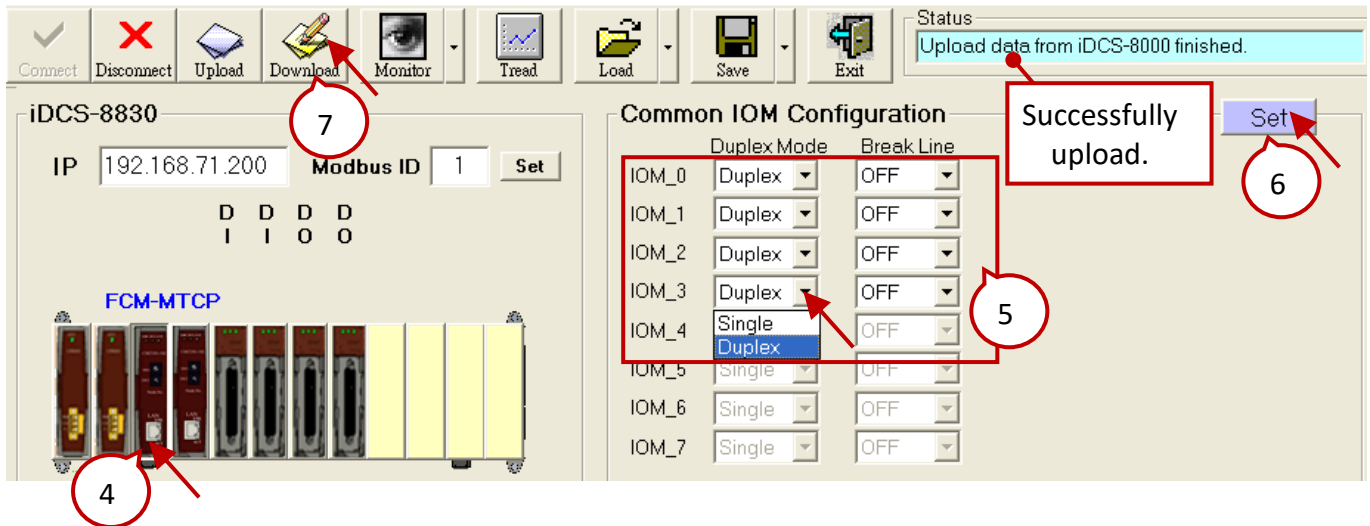 Connect Disconnect Upload Download Monitor Tread Load Save Exit
Status
Upload data from iDCS-8000 finished.
7
Successfully
upload.
iDCS-8830
IP 192.168.71.200 Modbus ID 1 Set
D D D D
I I O O
FCM-MTCP
4
Common IOM Configuration
Set
6
Duplex Mode Break Line
IOM_0 Duplex OFF
IOM_1 Duplex OFF
IOM_2 Duplex OFF
IOM_3 Duplex OFF
5
IOM_4 Single OFF
Duplex
IOM_5 Single OFF
IOM_6 Single OFF
IOM_7 Single OFF